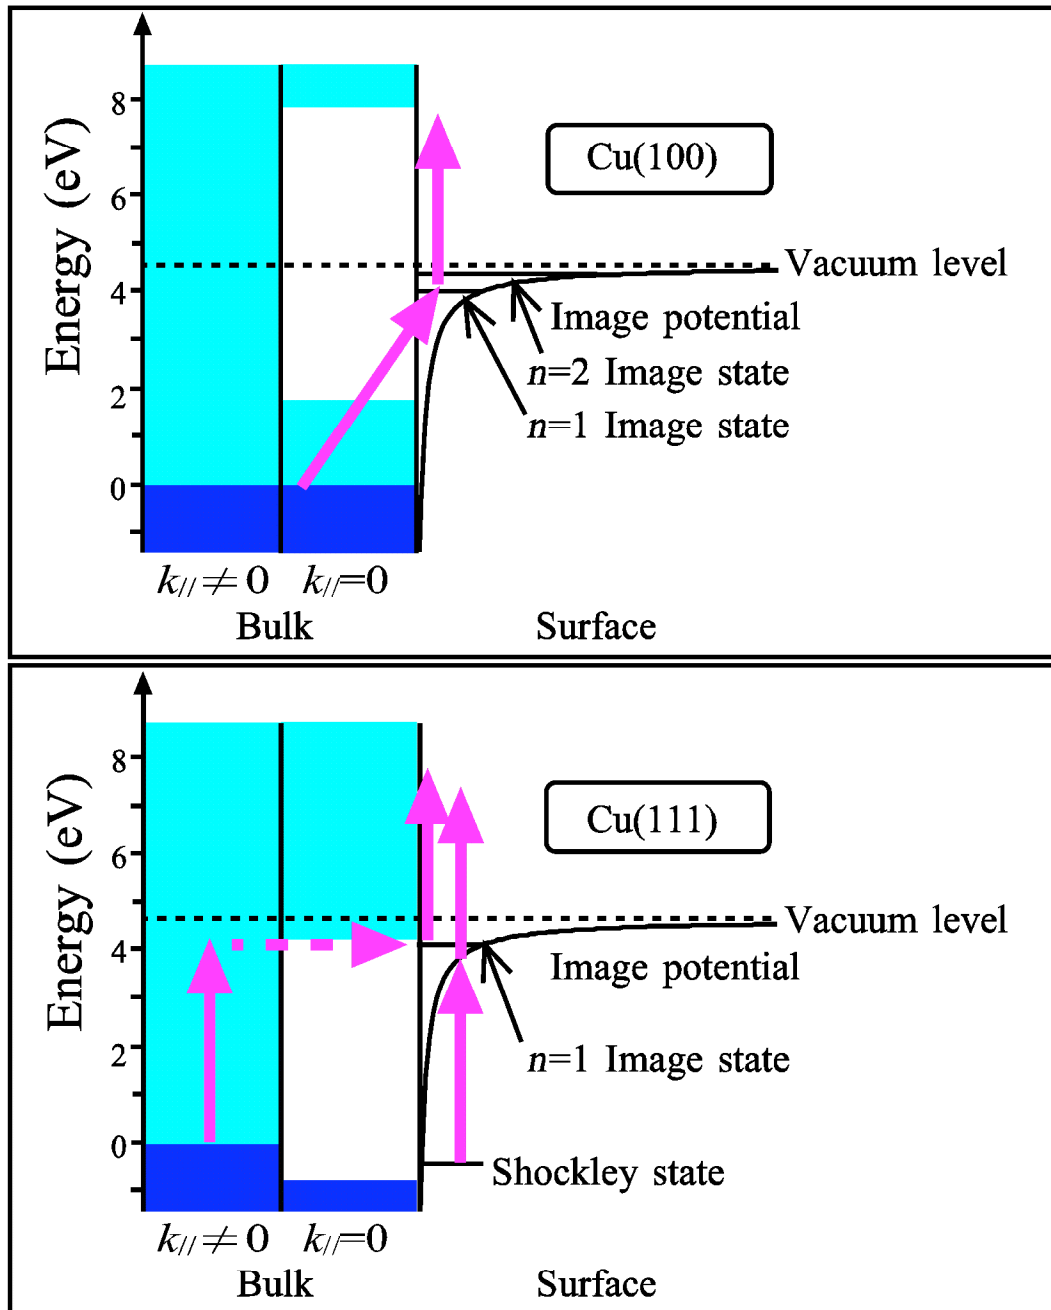 Cu(100)
Energy (eV)
8
6
4
2
0
Vacuum level
Image potential
n=2 Image state
n=1 Image state
k// ≠ 0
k//=0
Bulk
Surface
Cu(111)
Energy (eV)
8
6
4
2
0
Vacuum level
Image potential
n=1 Image state
Shockley state
k// ≠ 0
k//=0
Bulk
Surface